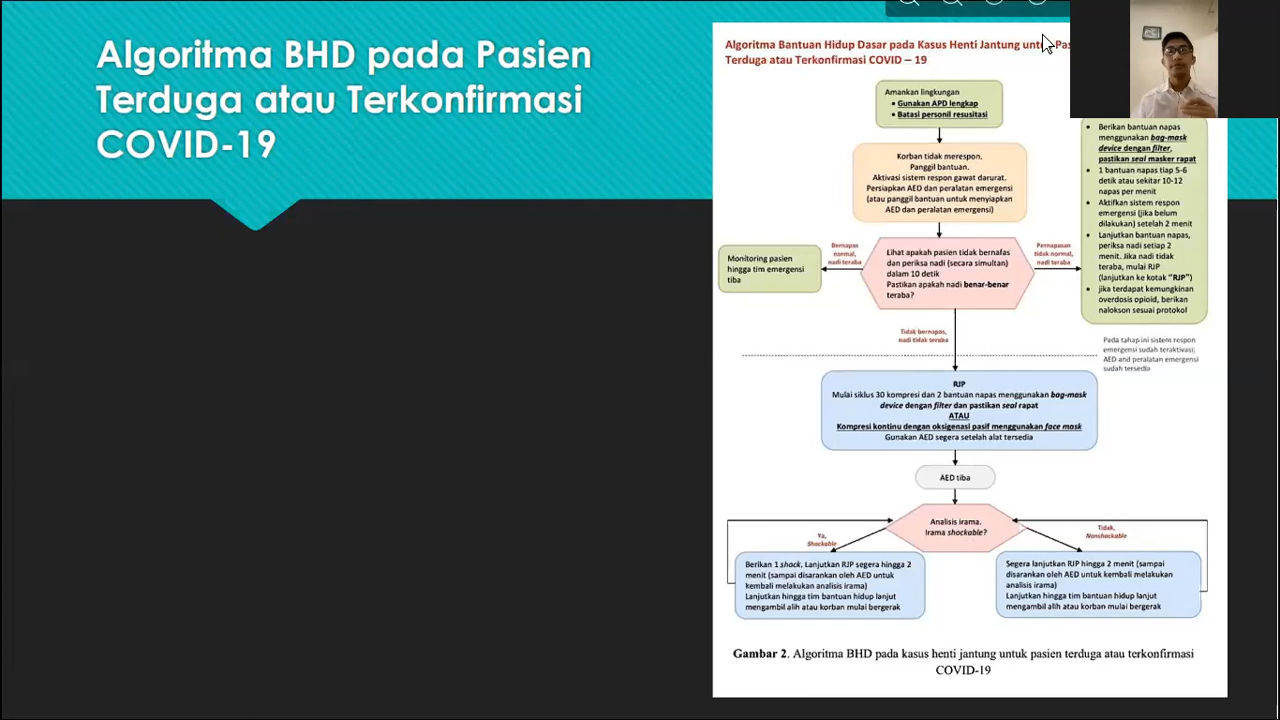 Algoritma BHD pada Pasien
Terduga atau Terkonfirmasi
COVID-19
Algoritma Bantuan Hidup Dasar pada Kasus Henti Jantung untuk Pas
Terduga atau Terkonfirmasi COVID – 19
Amankan lingkungan
• Gunakan APD lengkap
• Batasi personil resusitasi
Korban tidak merespon.
Panggil bantuan.
Aktivasi sistem respon gawat darurat.
Persiapkan AED dan peralatan emergensi
(atau panggil bantuan untuk menyiapkan
AED dan peralatan emergensi)
Bernapas
normal,
nadi teraba
Monitoring pasien
hingga tim emergensi
tiba
Lihat apakah pasien tidak bernafas
dan periksa nadi (secara simultan)
dalam 10 detik
Pastikan apakah nadi benar-benar
teraba?
Pernapasan
tidak normal,
nadi teraba
• Berikan bantuan napas
menggunakan bag-mask
device dengan filter,
pastikan seal masker rapat
• 1 bantuan napas tiap 5-6
detik atau sekitar 10-12
napas per menit
• Aktifkan sistem respon
emergensi (jika belum
dilakukan) setelah 2 menit
• Lanjutkan bantuan napas,
periksa nadi setiap 2
menit. Jika nadi tidak
teraba, mulai RJP
(lanjutkan ke kotak “RJP”)
• jika terdapat kemungkinan
overdosis opioid, berikan
nalokson sesuai protokol
Tidak bernapas,
nadi tidak teraba
Pada tahap ini sistem respon
emergensi sudah teraktivasi;
AED and peralatan emergensi
sudah tersedia
RJP
Mulai siklus 30 kompresi dan 2 bantuan napas menggunakan bag-mask
device dengan filter dan pastikan seal rapat
ATAU
Kompresi kontinu dengan oksigenasi pasif menggunakan face mask
Gunakan AED segera setelah alat tersedia
AED tiba
Analisis irama.
Irama shockable?
Ya,
Shockable
Tidak,
Nonshockable
Berikan 1 shock, Lanjutkan RJP segera hingga 2
menit (sampai disarankan oleh AED untuk
kembali melakukan analisis irama)
Lanjutkan hingga tim bantuan hidup lanjut
mengambil alih atau korban mulai bergerak
Segera lanjutkan RJP hingga 2 menit (sampai
disarankan oleh AED untuk kembali melakukan
analisis irama)
Lanjutkan hingga tim bantuan hidup lanjut
mengambil alih atau korban mulai bergerak
Gambar 2. Algoritma BHD pada kasus henti jantung untuk pasien terduga atau terkonfirmasi
COVID-19